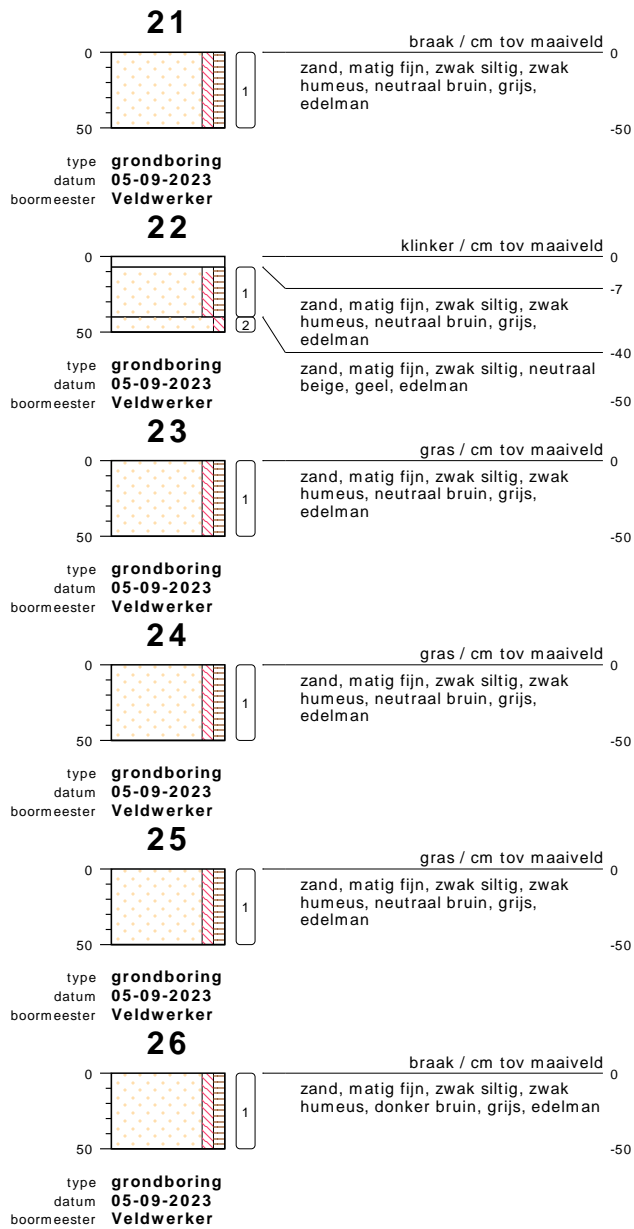 21
braak / cm tov maaiveld
0
0
zand, matig fijn, zwak siltig, zwak
humeus, neutraal bruin, grijs,
edelman
1
50
-50
type grondboring
datum 05-09-2023
boormeester Veldwerker
22
klinker / cm tov maaiveld
0
0
-7
1
zand, matig fijn, zwak siltig, zwak
humeus, neutraal bruin, grijs,
edelman
2
50
-40
zand, matig fijn, zwak siltig, neutraal
beige, geel, edelman
-50
type grondboring
datum 05-09-2023
boormeester Veldwerker
23
gras / cm tov maaiveld
0
0
zand, matig fijn, zwak siltig, zwak
humeus, neutraal bruin, grijs,
edelman
1
50
-50
type grondboring
datum 05-09-2023
boormeester Veldwerker
24
gras / cm tov maaiveld
0
0
zand, matig fijn, zwak siltig, zwak
humeus, neutraal bruin, grijs,
edelman
1
50
-50
type grondboring
datum 05-09-2023
boormeester Veldwerker
25
gras / cm tov maaiveld
0
0
zand, matig fijn, zwak siltig, zwak
humeus, neutraal bruin, grijs,
edelman
1
50
-50
type grondboring
datum 05-09-2023
boormeester Veldwerker
26
braak / cm tov maaiveld
0
0
zand, matig fijn, zwak siltig, zwak
humeus, donker bruin, grijs, edelman
1
50
-50
type grondboring
datum 05-09-2023
boormeester Veldwerker